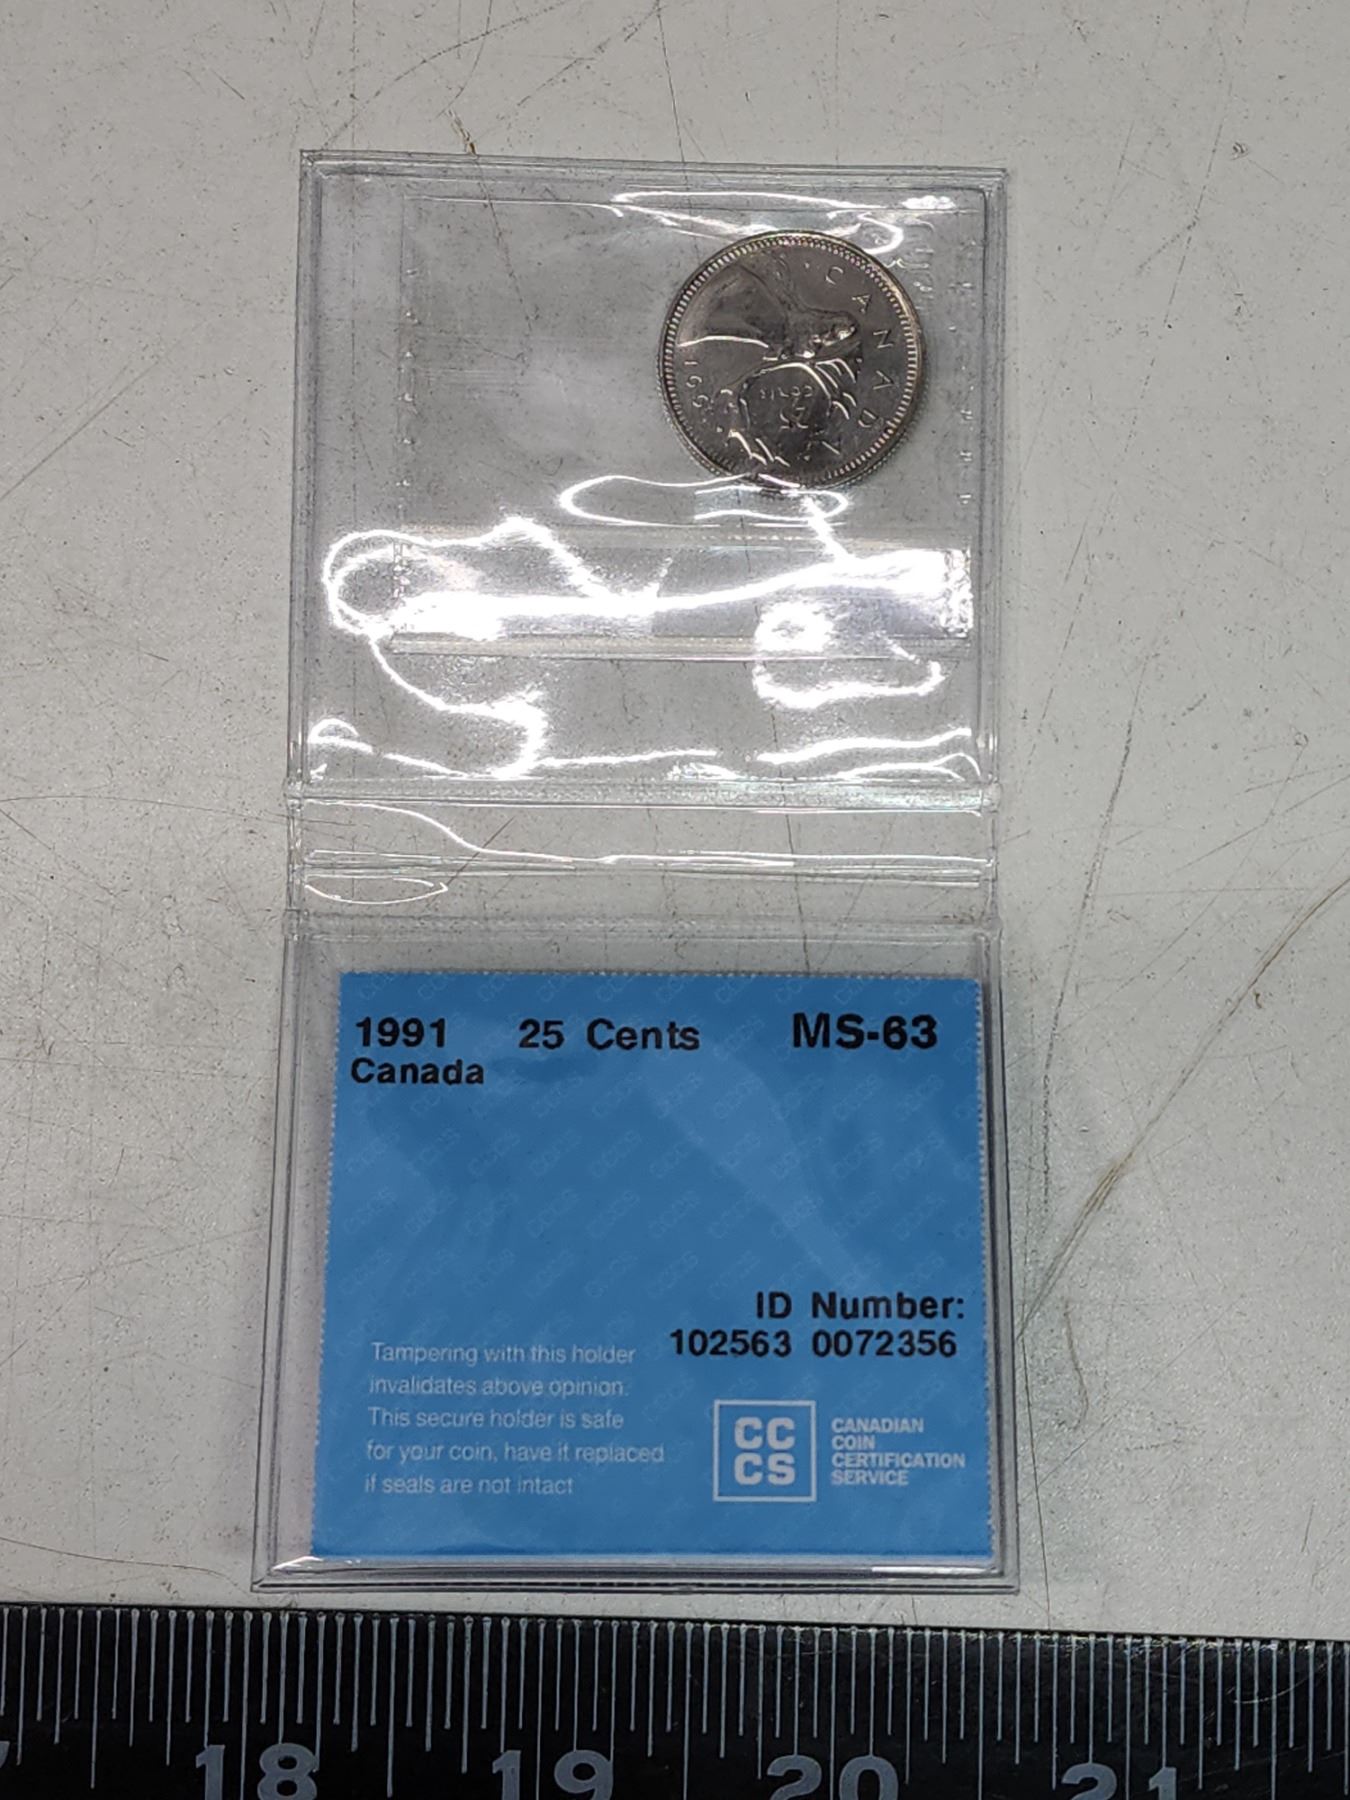 CANADA
25
cents
1991
1991 25 Cents MS-63
Canada
ID Number:
102563 0072356
Tampering with this holder
invalidates above opinion.
This secure holder is safe
for your coin, have it replaced
if seals are not intact
CC
CS
CANADIAN
COIN
CERTIFICATION
SERVICE
18 19 20 21